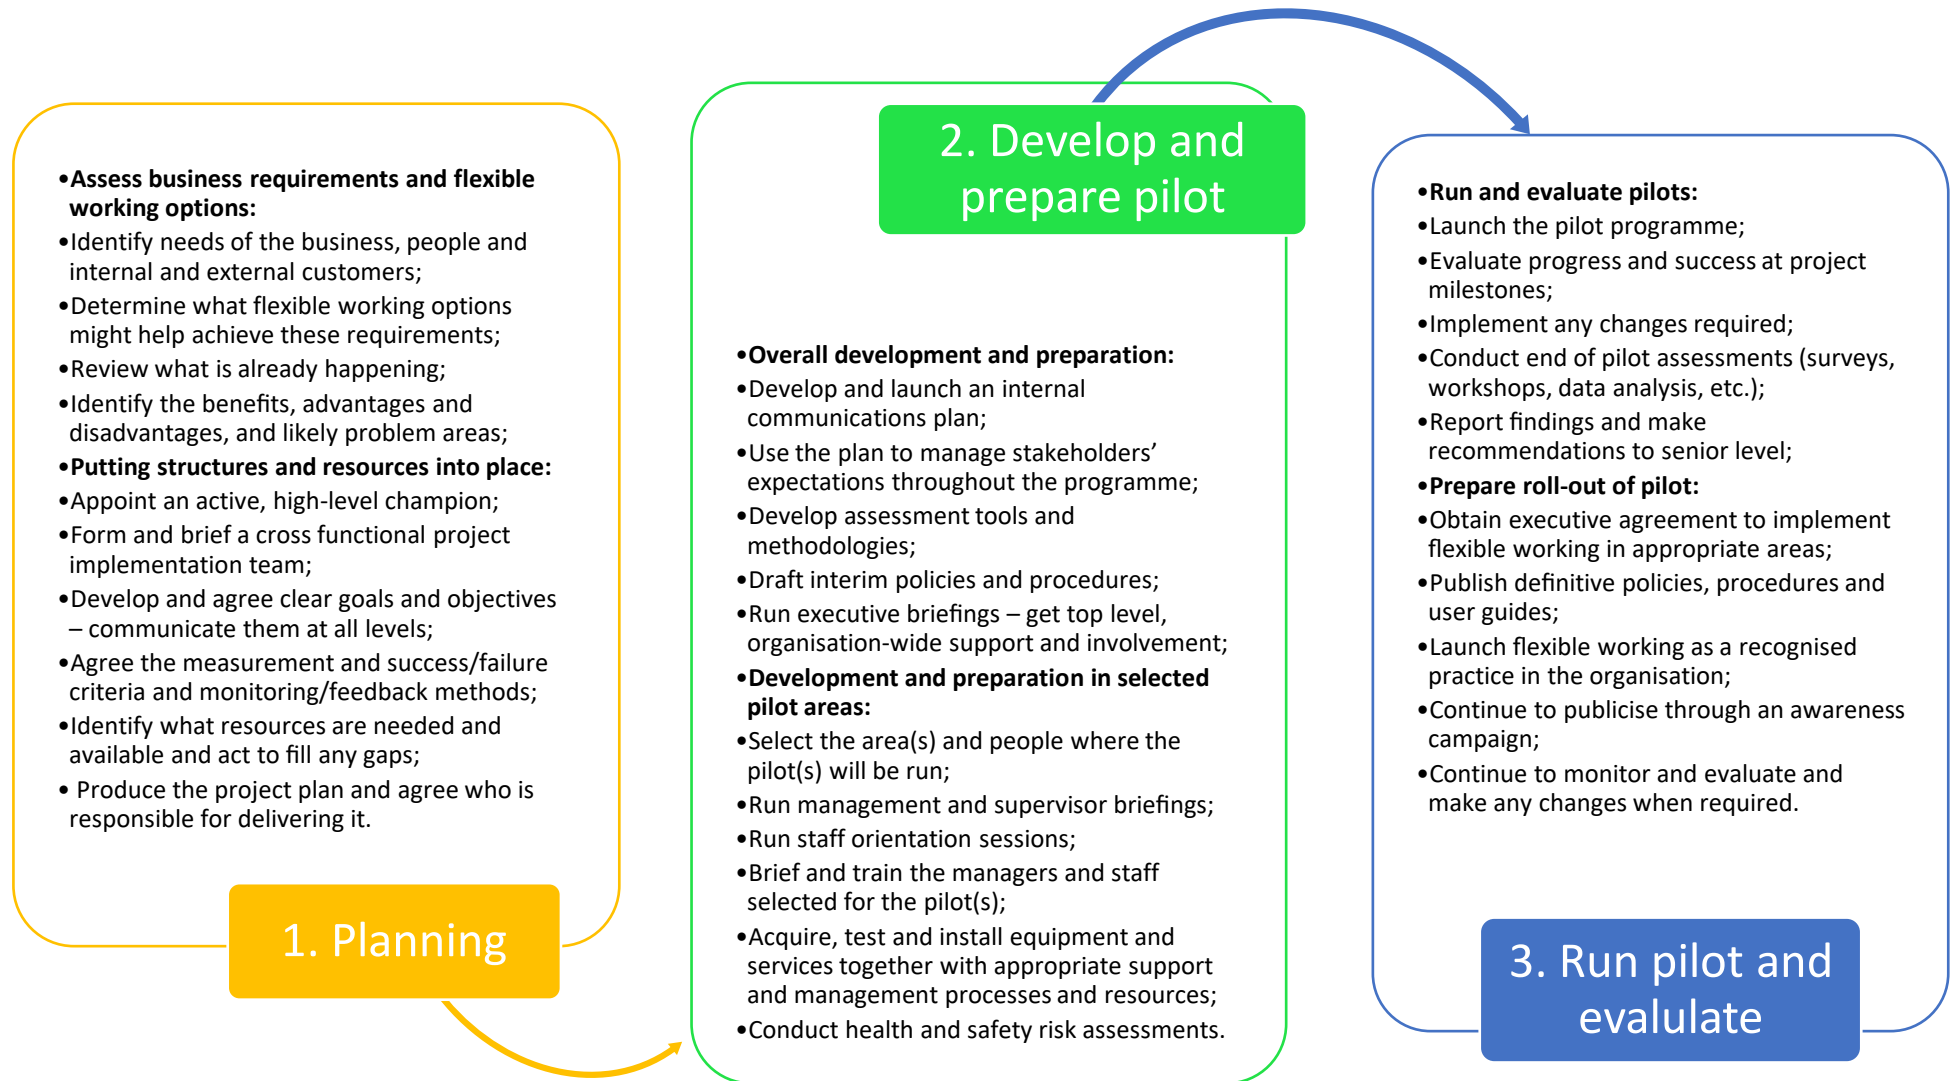 •Assess business requirements and flexible
working options:
•Identify needs of the business, people and
internal and external customers;
•Determine what flexible working options
might help achieve these requirements;
•Review what is already happening;
•Identify the benefits, advantages and
disadvantages, and likely problem areas;
•Putting structures and resources into place:
•Appoint an active, high-level champion;
•Form and brief a cross functional project
implementation team;
•Develop and agree clear goals and objectives
– communicate them at all levels;
•Agree the measurement and success/failure
criteria and monitoring/feedback methods;
•Identify what resources are needed and
available and act to fill any gaps;
• Produce the project plan and agree who is
responsible for delivering it.
1. Planning
2. Develop and
prepare pilot
•Overall development and preparation:
•Develop and launch an internal
communications plan;
•Use the plan to manage stakeholders’
expectations throughout the programme;
•Develop assessment tools and
methodologies;
•Draft interim policies and procedures;
•Run executive briefings – get top level,
organisation-wide support and involvement;
•Development and preparation in selected
pilot areas:
•Select the area(s) and people where the
pilot(s) will be run;
•Run management and supervisor briefings;
•Run staff orientation sessions;
•Brief and train the managers and staff
selected for the pilot(s);
•Acquire, test and install equipment and
services together with appropriate support
and management processes and resources;
•Conduct health and safety risk assessments.
•Run and evaluate pilots:
•Launch the pilot programme;
•Evaluate progress and success at project
milestones;
•Implement any changes required;
•Conduct end of pilot assessments (surveys,
workshops, data analysis, etc.);
•Report findings and make
recommendations to senior level;
•Prepare roll-out of pilot:
•Obtain executive agreement to implement
flexible working in appropriate areas;
•Publish definitive policies, procedures and
user guides;
•Launch flexible working as a recognised
practice in the organisation;
•Continue to publicise through an awareness
campaign;
•Continue to monitor and evaluate and
make any changes when required.
3. Run pilot and
evalulate